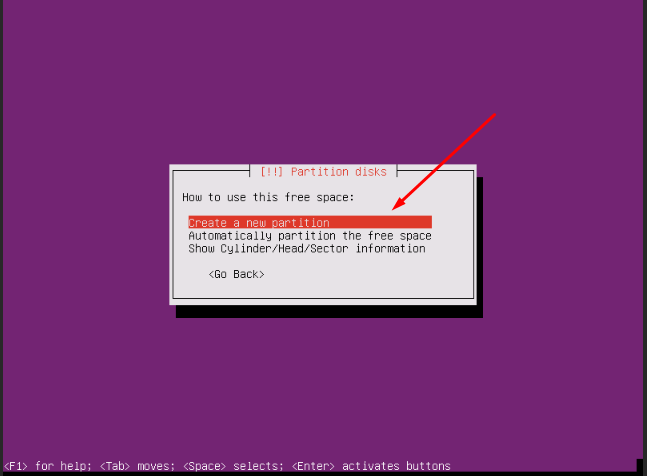 [!!] Partition disks
How to use this free space:
Create a new partition
Automatically partition the free space
Show Cylinder/Head/Sector information
<Go Back>
<F1> for help; <Tab> moves; <Space> selects; <Enter> activates buttons